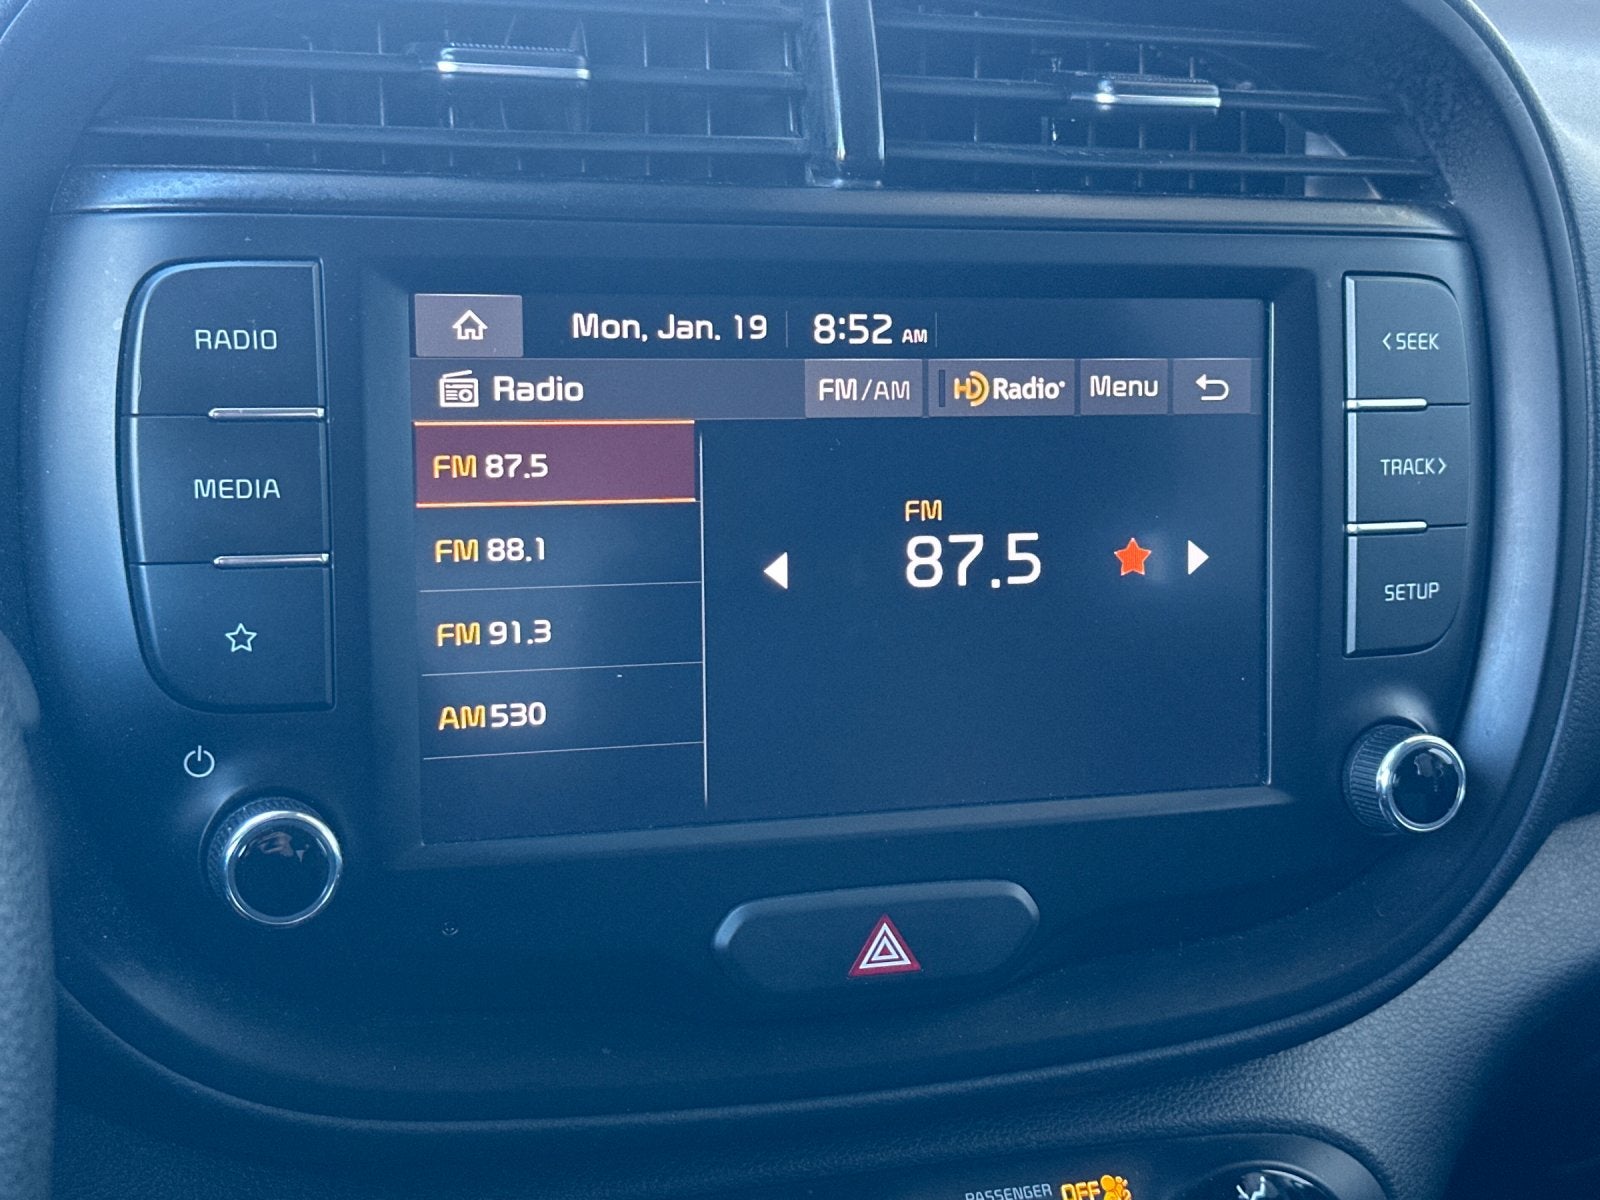 Mon, Jan. 19 8:52 AM
Radio FM/AM HD Radio Menu
RADIO
MEDIA
FM 87.5
FM 88.1
FM 91.3
AM 530
FM
87.5
< SEEK
TRACK >
SETUP
PASSENGER OFF